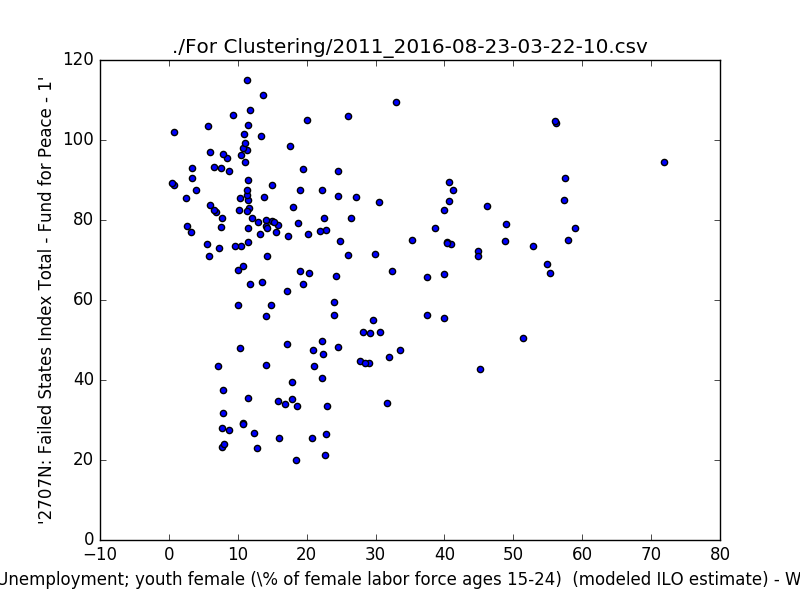 ./For Clustering/2011_2016-08-23-03-22-10.csv
120
100
80
60
40
20
0
'2707N: Failed States Index Total - Fund for Peace - 1'
−10 0 10 20 30 40 50 60 70 80
Unemployment; youth female (\% of female labor force ages 15-24)  (modeled ILO estimate) - W